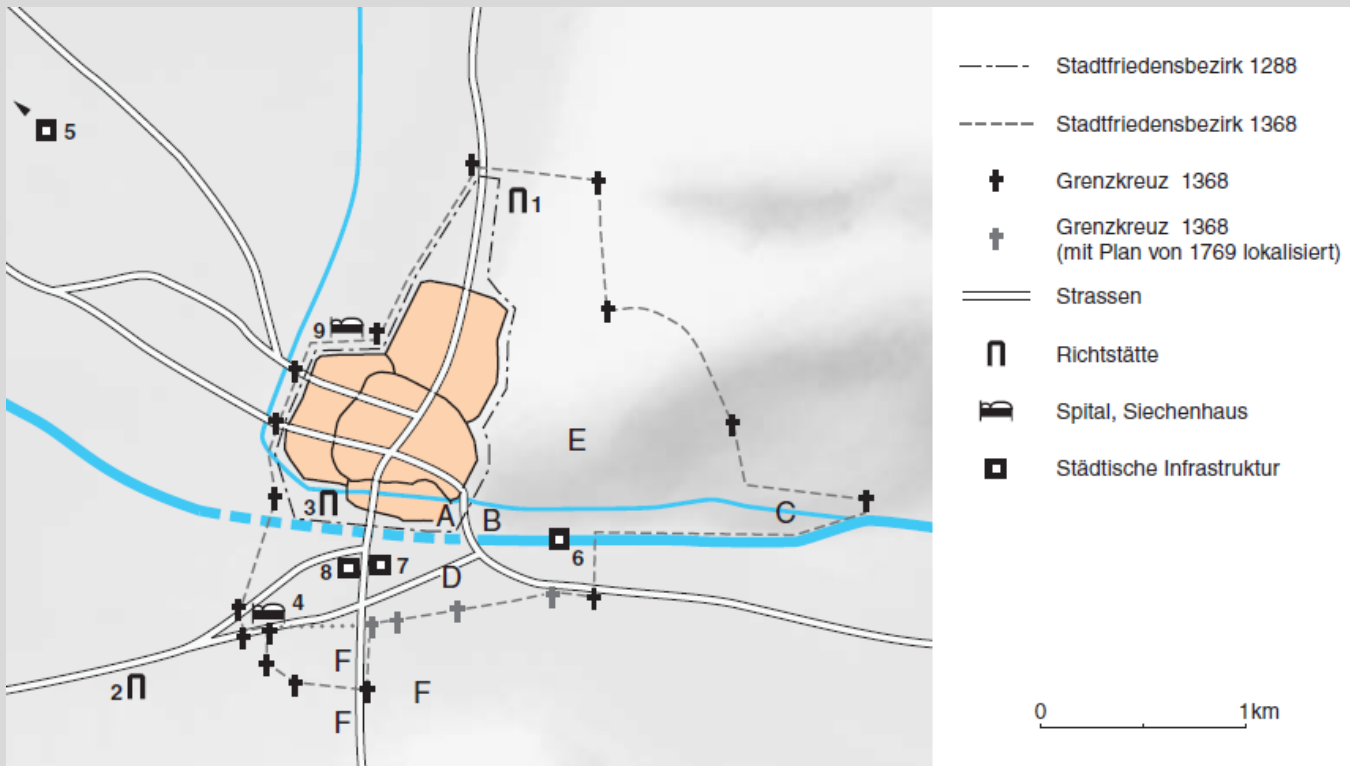 5
1
9
E
3
A
B
C
6
8
7
D
4
F
2
F
F
Stadtfriedensbezirk 1288
Stadtfriedensbezirk 1368
Grenzkreuz 1368
Grenzkreuz 1368
(mit Plan von 1769 lokalisiert)
Strassen
Richtstätte
Spital, Siechenhaus
Städtische Infrastruktur
0 1km